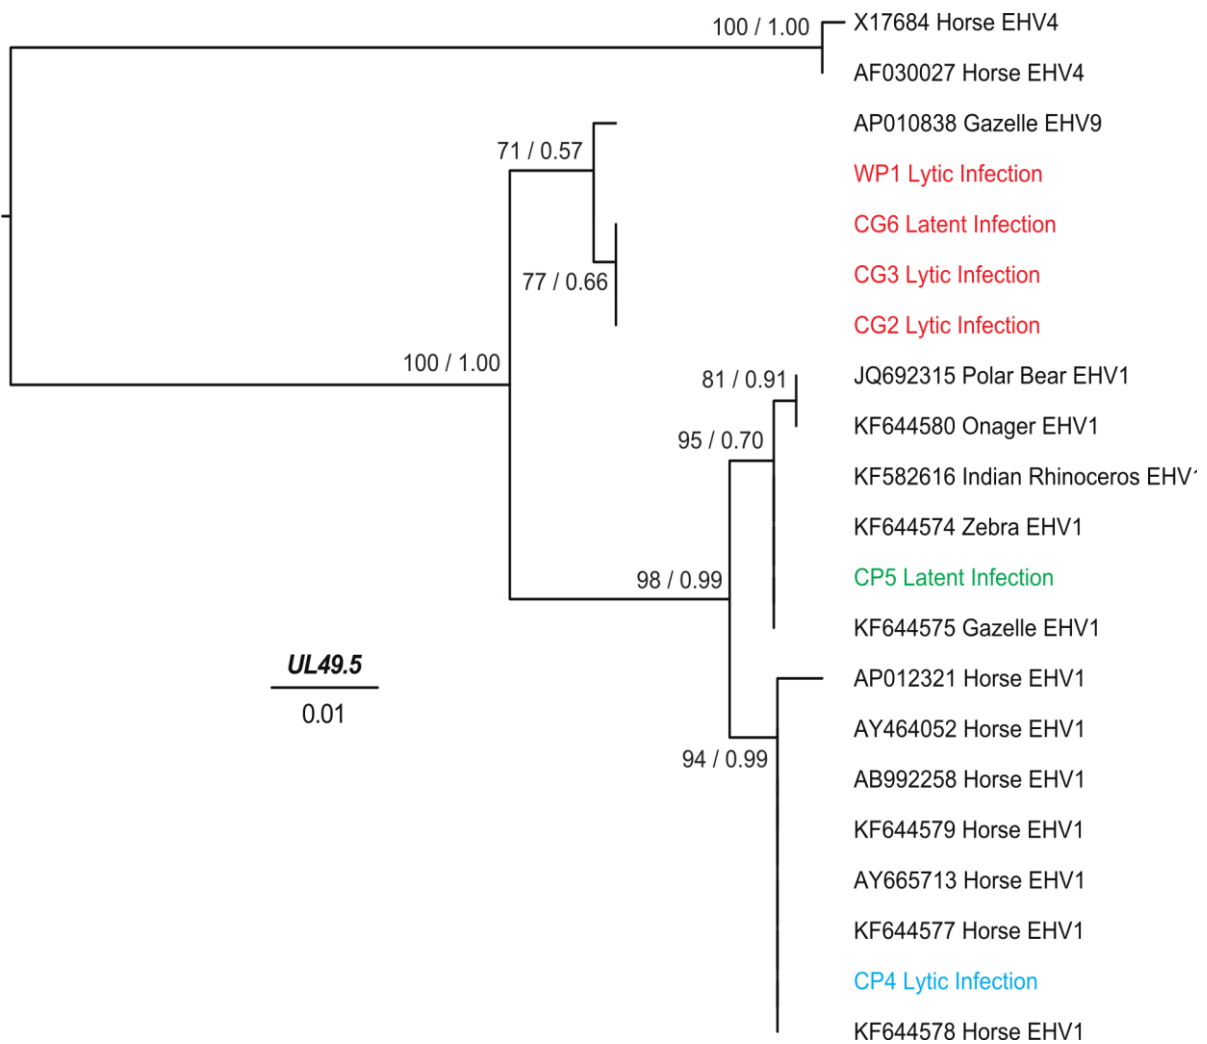 100 / 1.00
X17684 Horse EHV4
AF030027 Horse EHV4
AP010838 Gazelle EHV9
71 / 0.57
WP1 Lytic Infection
CG6 Latent Infection
CG3 Lytic Infection
77 / 0.66
CG2 Lytic Infection
100 / 1.00
81 / 0.91
JQ692315 Polar Bear EHV1
KF644580 Onager EHV1
95 / 0.70
KF582616 Indian Rhinoceros EHV1
KF644574 Zebra EHV1
98 / 0.99
CP5 Latent Infection
KF644575 Gazelle EHV1
UL49.5
0.01
AP012321 Horse EHV1
AY464052 Horse EHV1
94 / 0.99
AB992258 Horse EHV1
KF644579 Horse EHV1
AY665713 Horse EHV1
KF644577 Horse EHV1
CP4 Lytic Infection
KF644578 Horse EHV1